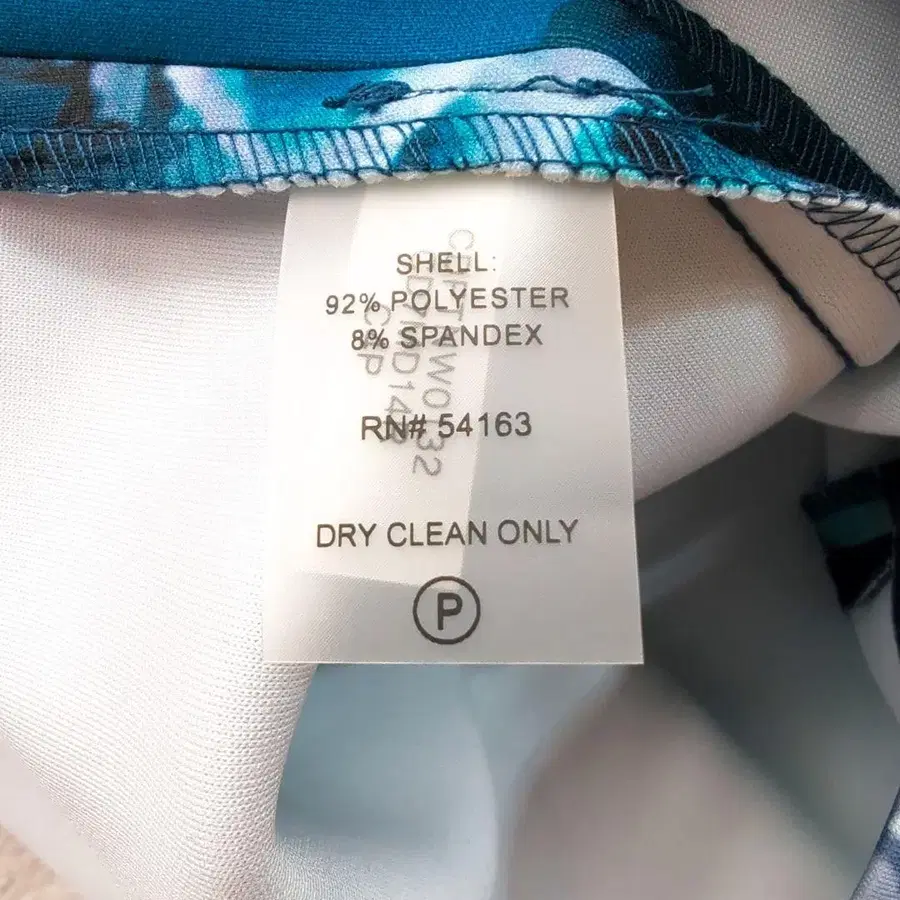 SHELL:
92% POLYESTER
8% SPANDEX
RN# 54163
DRY CLEAN ONLY
P